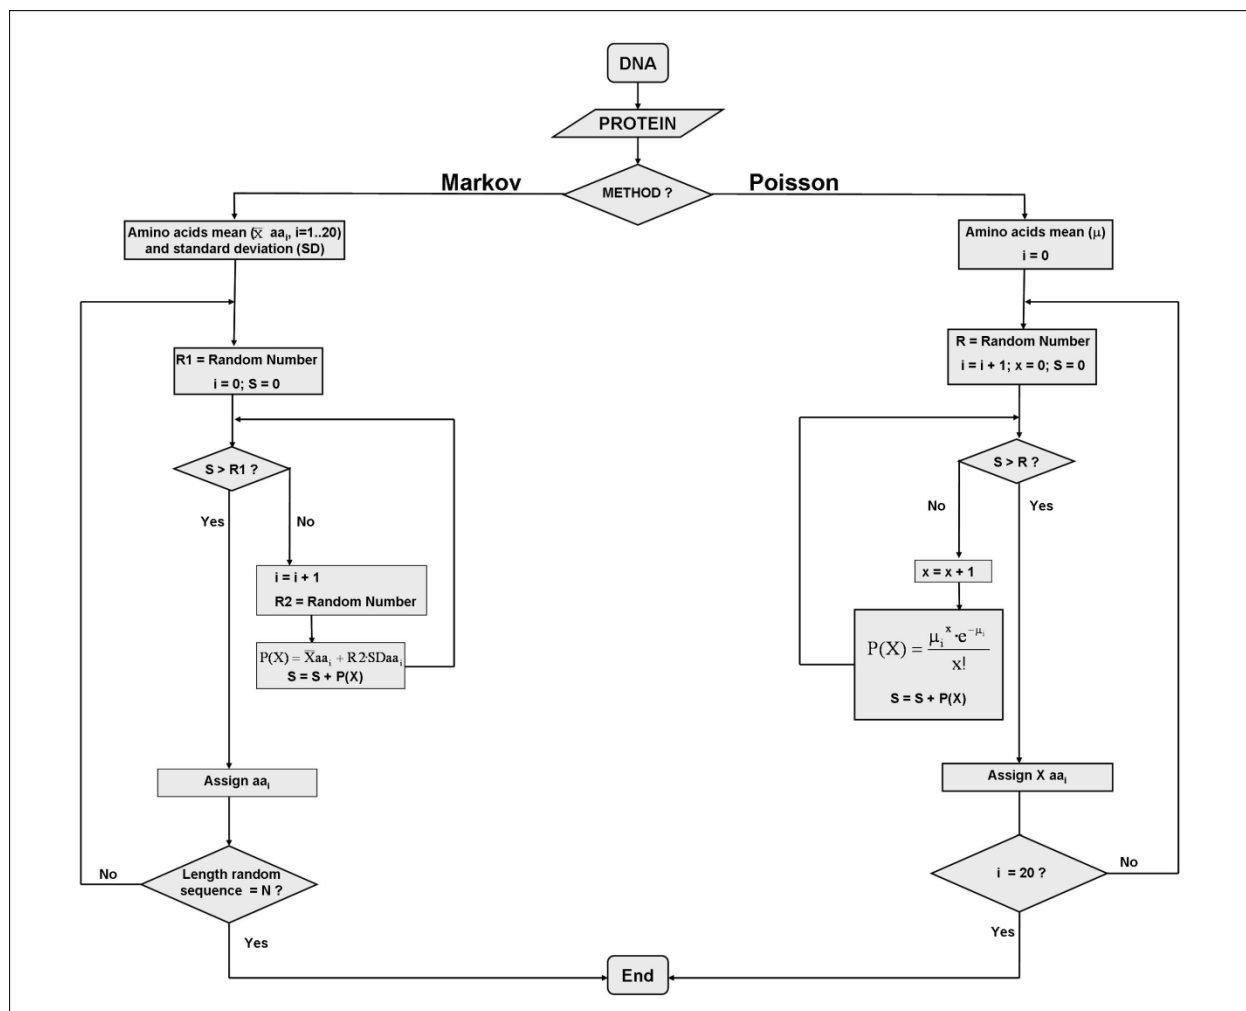 DNA
PROTEIN
METHOD ?
Markov
Poisson
Amino acids mean (X̅ aaᵢ, i=1..20)
and standard deviation (SD)
R1 = Random Number
i = 0; S = 0
S > R1 ?
Yes
No
i = i + 1
R2 = Random Number
P(X) = X̅aaᵢ + R2·SDaaᵢ
S = S + P(X)
Assign aaᵢ
Length random
sequence = N ?
No
Yes
Amino acids mean (μ)
i = 0
R = Random Number
i = i + 1; x = 0; S = 0
S > R ?
No
Yes
x = x + 1
P(X) = μᵢˣ·e^(−μᵢ) / x!
S = S + P(X)
Assign X aaᵢ
i = 20 ?
No
Yes
End